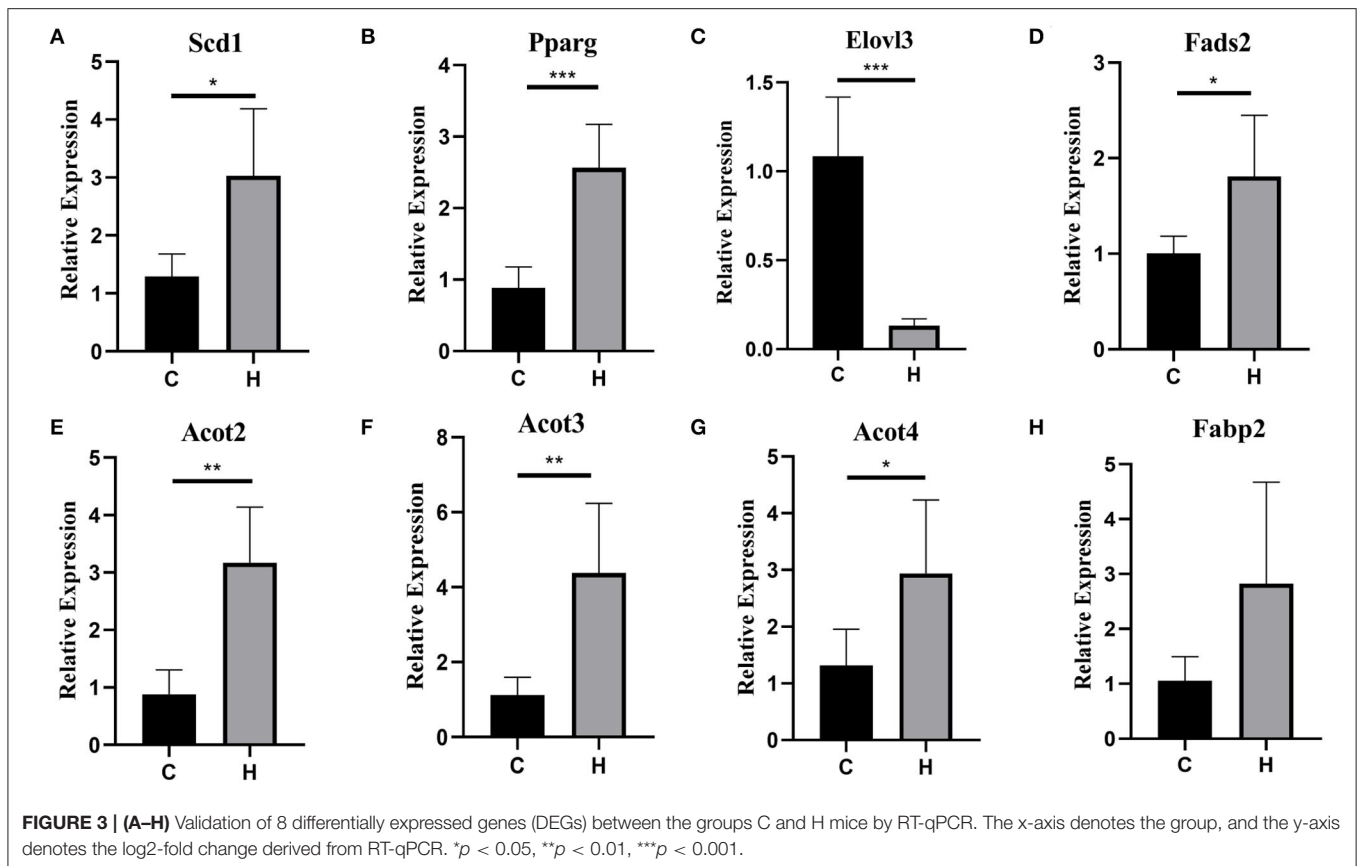 A
Scd1
Relative Expression
5
4
3
2
1
0
*
C
H
B
Pparg
Relative Expression
4
3
2
1
0
***
C
H
C
Elovl3
Relative Expression
1.5
1.0
0.5
0.0
***
C
H
D
Fads2
Relative Expression
3
2
1
0
*
C
H
E
Acot2
Relative Expression
5
4
3
2
1
0
**
C
H
F
Acot3
Relative Expression
8
6
4
2
0
**
C
H
G
Acot4
Relative Expression
5
4
3
2
1
0
*
C
H
H
Fabp2
Relative Expression
5
4
3
2
1
0
C
H
FIGURE 3 | (A–H) Validation of 8 differentially expressed genes (DEGs) between the groups C and H mice by RT-qPCR. The x-axis denotes the group, and the y-axis
denotes the log2-fold change derived from RT-qPCR. *p < 0.05, **p < 0.01, ***p < 0.001.